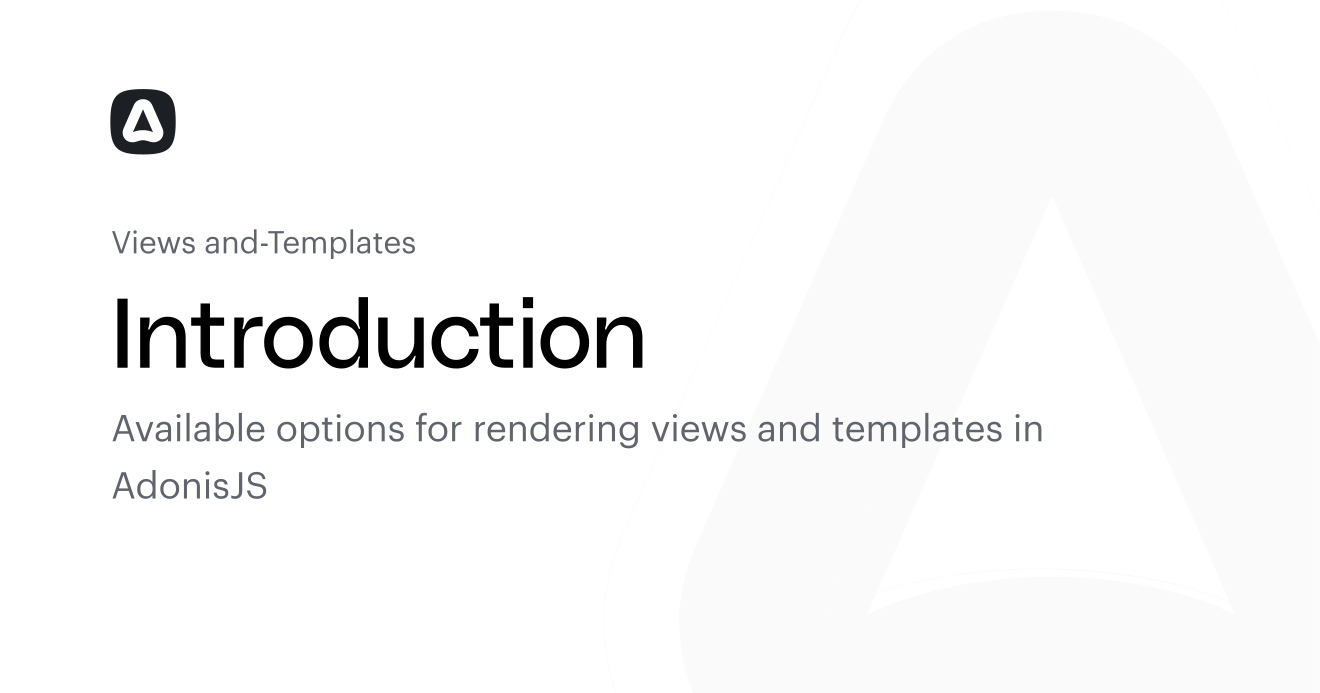 Views and-Templates
Introduction
Available options for rendering views and templates in
AdonisJS